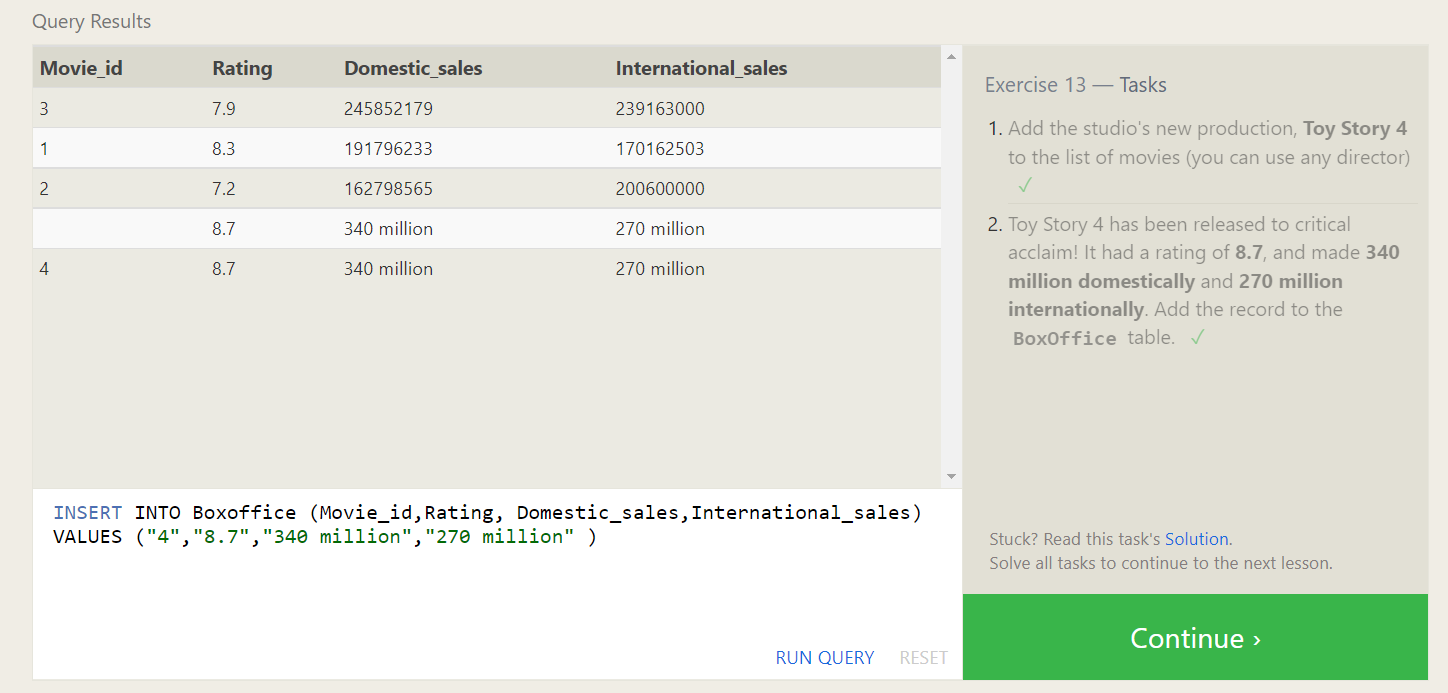 Query Results
Movie_id Rating Domestic_sales International_sales
3 7.9 245852179 239163000
1 8.3 191796233 170162503
2 7.2 162798565 200600000
8.7 340 million 270 million
4 8.7 340 million 270 million
INSERT INTO Boxoffice (Movie_id,Rating, Domestic_sales,International_sales)
VALUES ("4","8.7","340 million","270 million" )
RUN QUERY RESET
Exercise 13 — Tasks
1. Add the studio's new production, Toy Story 4
to the list of movies (you can use any director)
✓
2. Toy Story 4 has been released to critical
acclaim! It had a rating of 8.7, and made 340
million domestically and 270 million
internationally. Add the record to the
BoxOffice table. ✓
Stuck? Read this task's Solution.
Solve all tasks to continue to the next lesson.
Continue ›